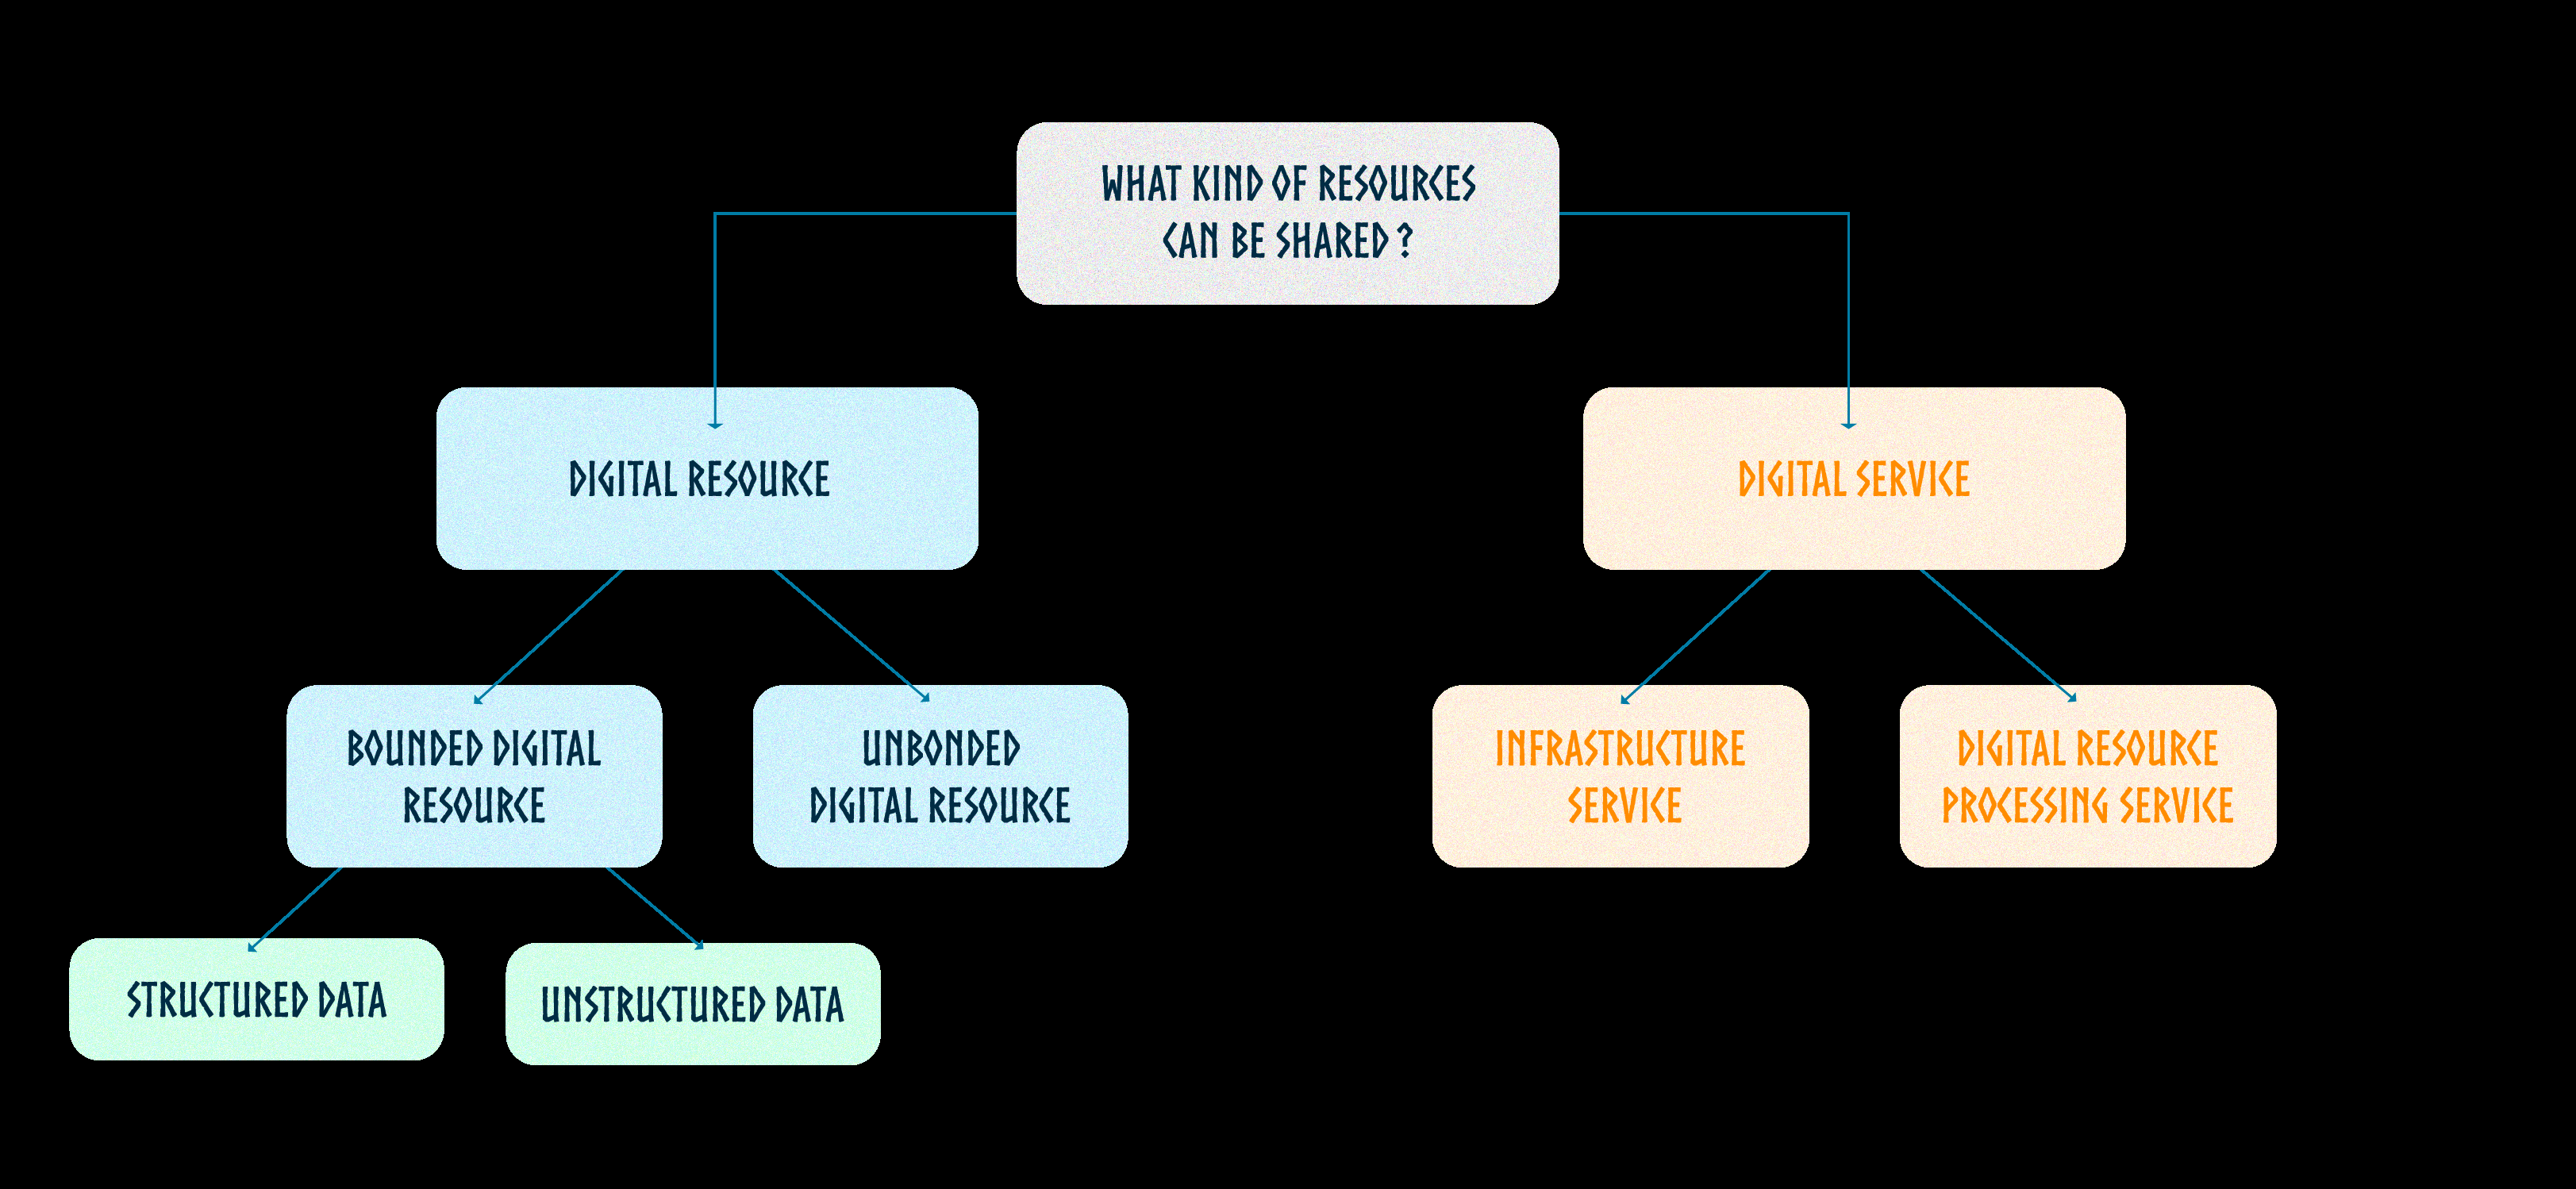 WHAT KIND OF RESOURCES
CAN BE SHARED ?
DIGITAL RESOURCE
DIGITAL SERVICE
BOUNDED DIGITAL
RESOURCE
UNBONDED
DIGITAL RESOURCE
INFRASTRUCTURE
SERVICE
DIGITAL RESOURCE
PROCESSING SERVICE
STRUCTURED DATA
UNSTRUCTURED DATA